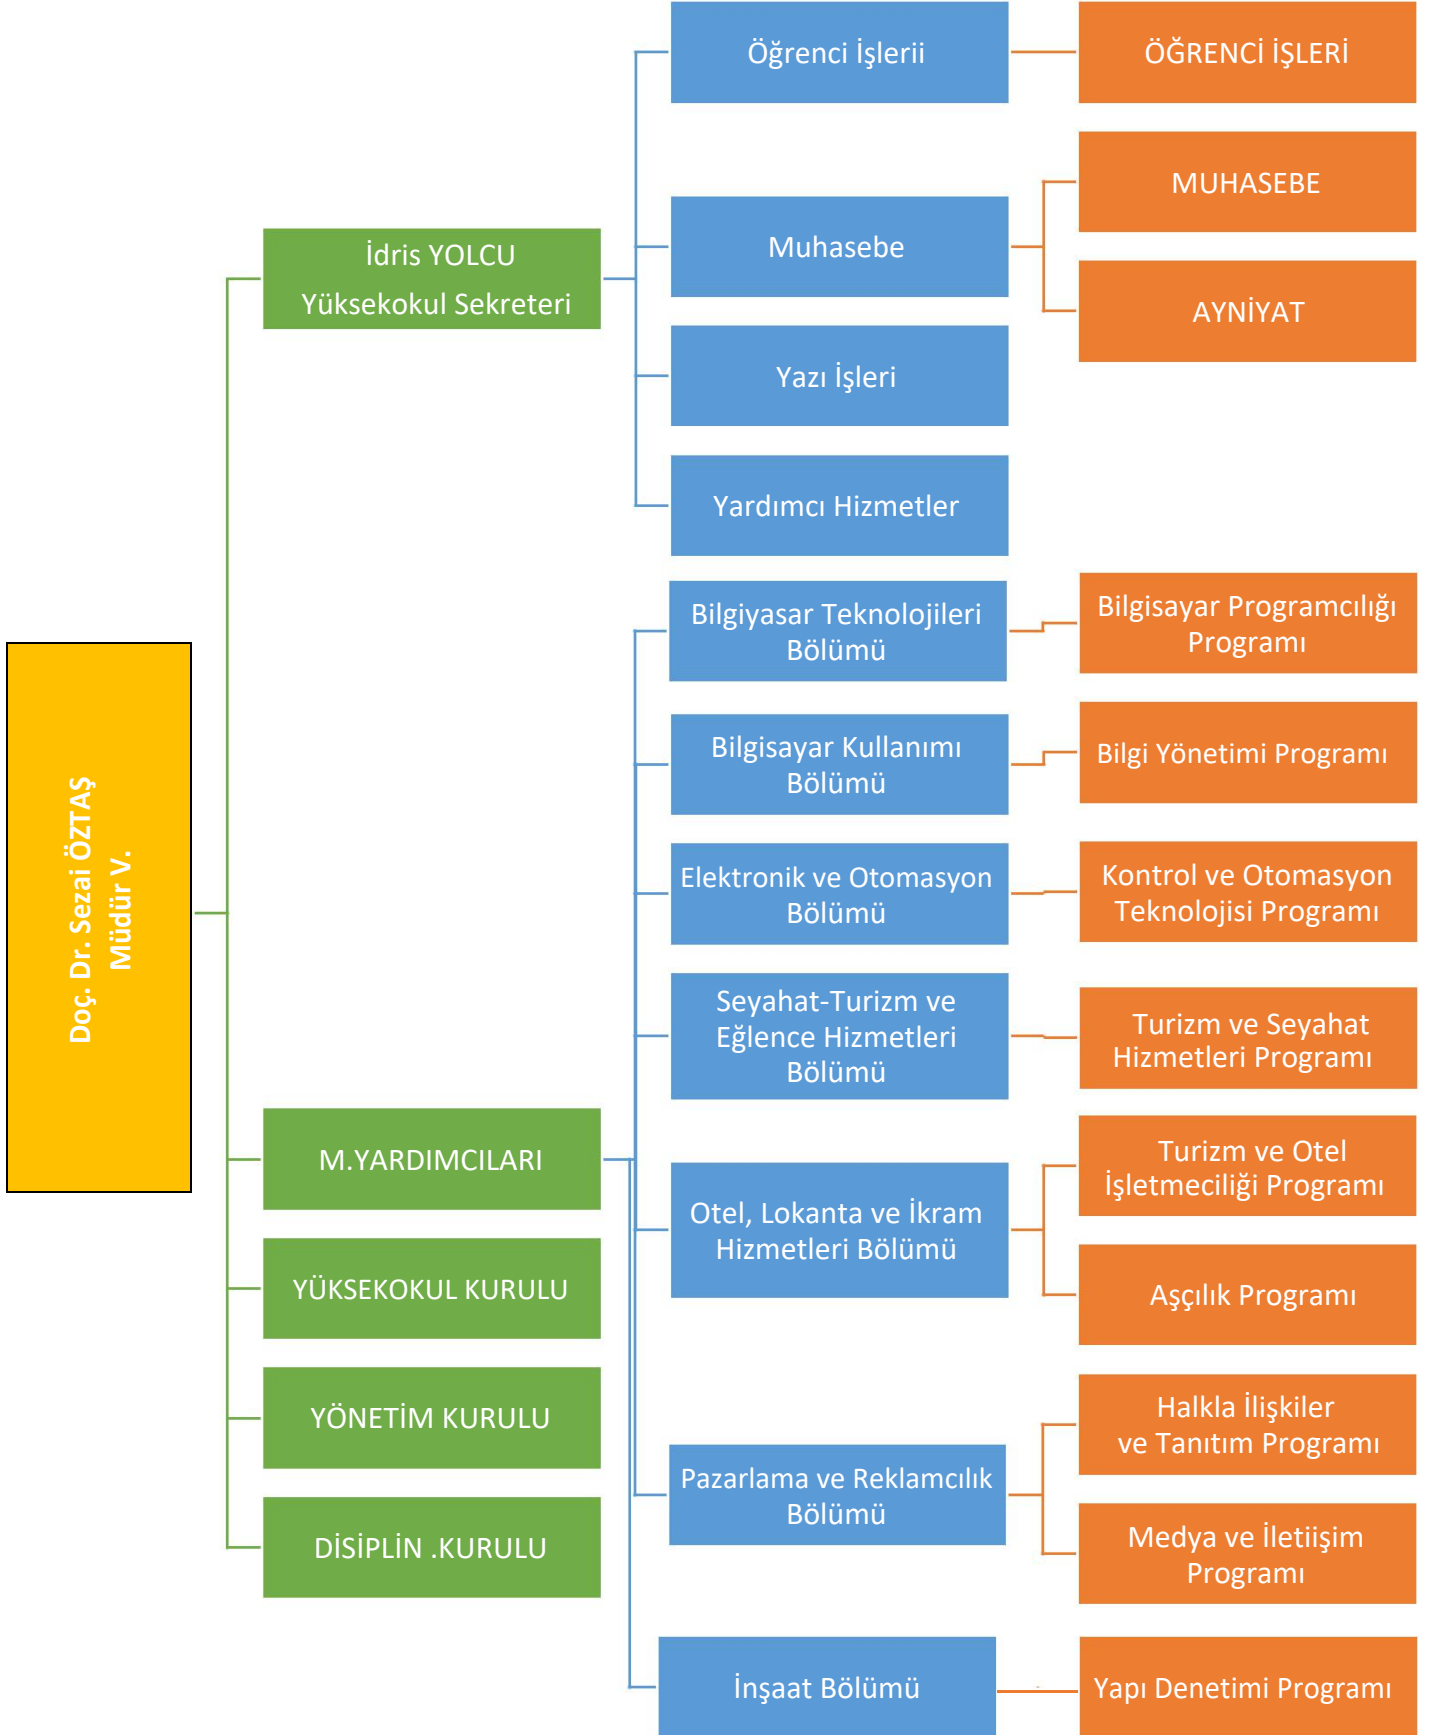 Doç. Dr. Sezai ÖZTAŞ
Müdür V.
İdris YOLCU
Yüksekokul Sekreteri
Öğrenci İşlerii
ÖĞRENCİ İŞLERİ
Muhasebe
MUHASEBE
AYNİYAT
Yazı İşleri
Yardımcı Hizmetler
M.YARDIMCILARI
Bilgiyasar Teknolojileri
Bölümü
Bilgisayar Programcılığı
Programı
Bilgisayar Kullanımı
Bölümü
Bilgi Yönetimi Programı
Elektronik ve Otomasyon
Bölümü
Kontrol ve Otomasyon
Teknolojisi Programı
Seyahat-Turizm ve
Eğlence Hizmetleri
Bölümü
Turizm ve Seyahat
Hizmetleri Programı
Otel, Lokanta ve İkram
Hizmetleri Bölümü
Turizm ve Otel
İşletmeciliği Programı
Aşçılık Programı
Pazarlama ve Reklamcılık
Bölümü
Halkla İlişkiler
ve Tanıtım Programı
Medya ve İletiişim
Programı
İnşaat Bölümü
Yapı Denetimi Programı
YÜKSEKOKUL KURULU
YÖNETİM KURULU
DİSİPLİN .KURULU